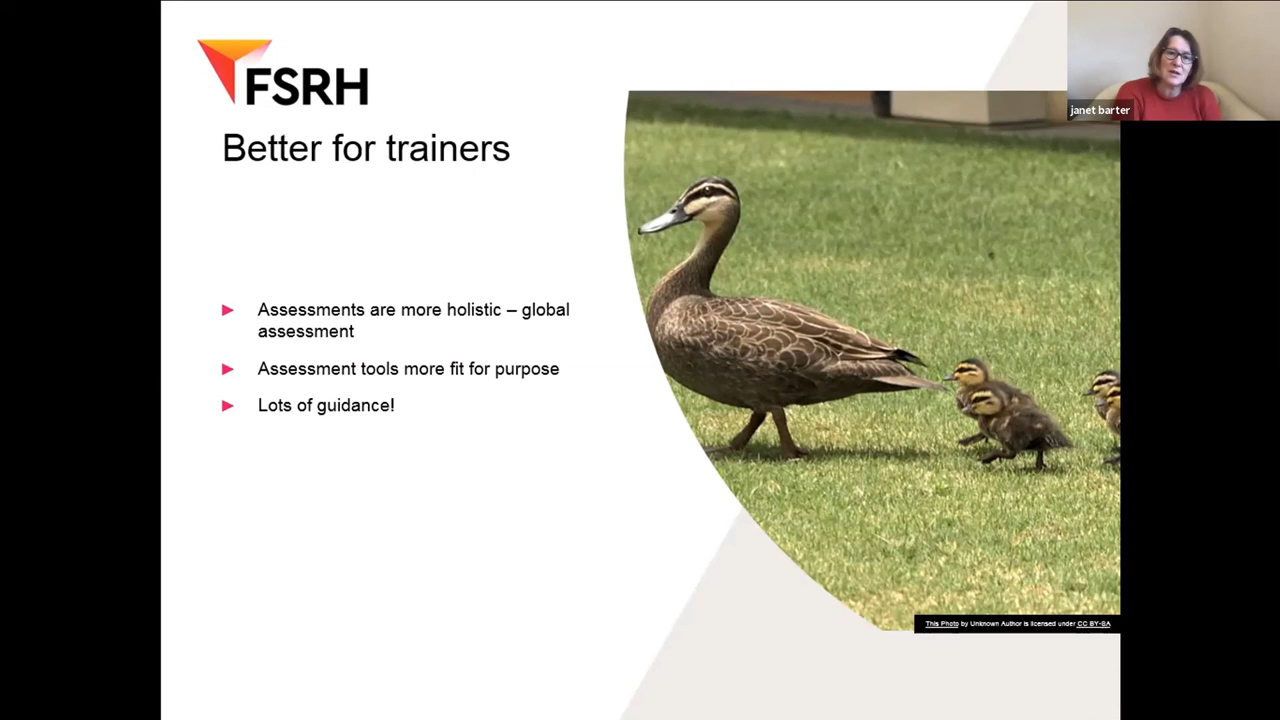 FSRH
janet barter
Better for trainers
Assessments are more holistic – global
assessment
Assessment tools more fit for purpose
Lots of guidance!
This Photo by Unknown Author is licensed under CC BY-SA